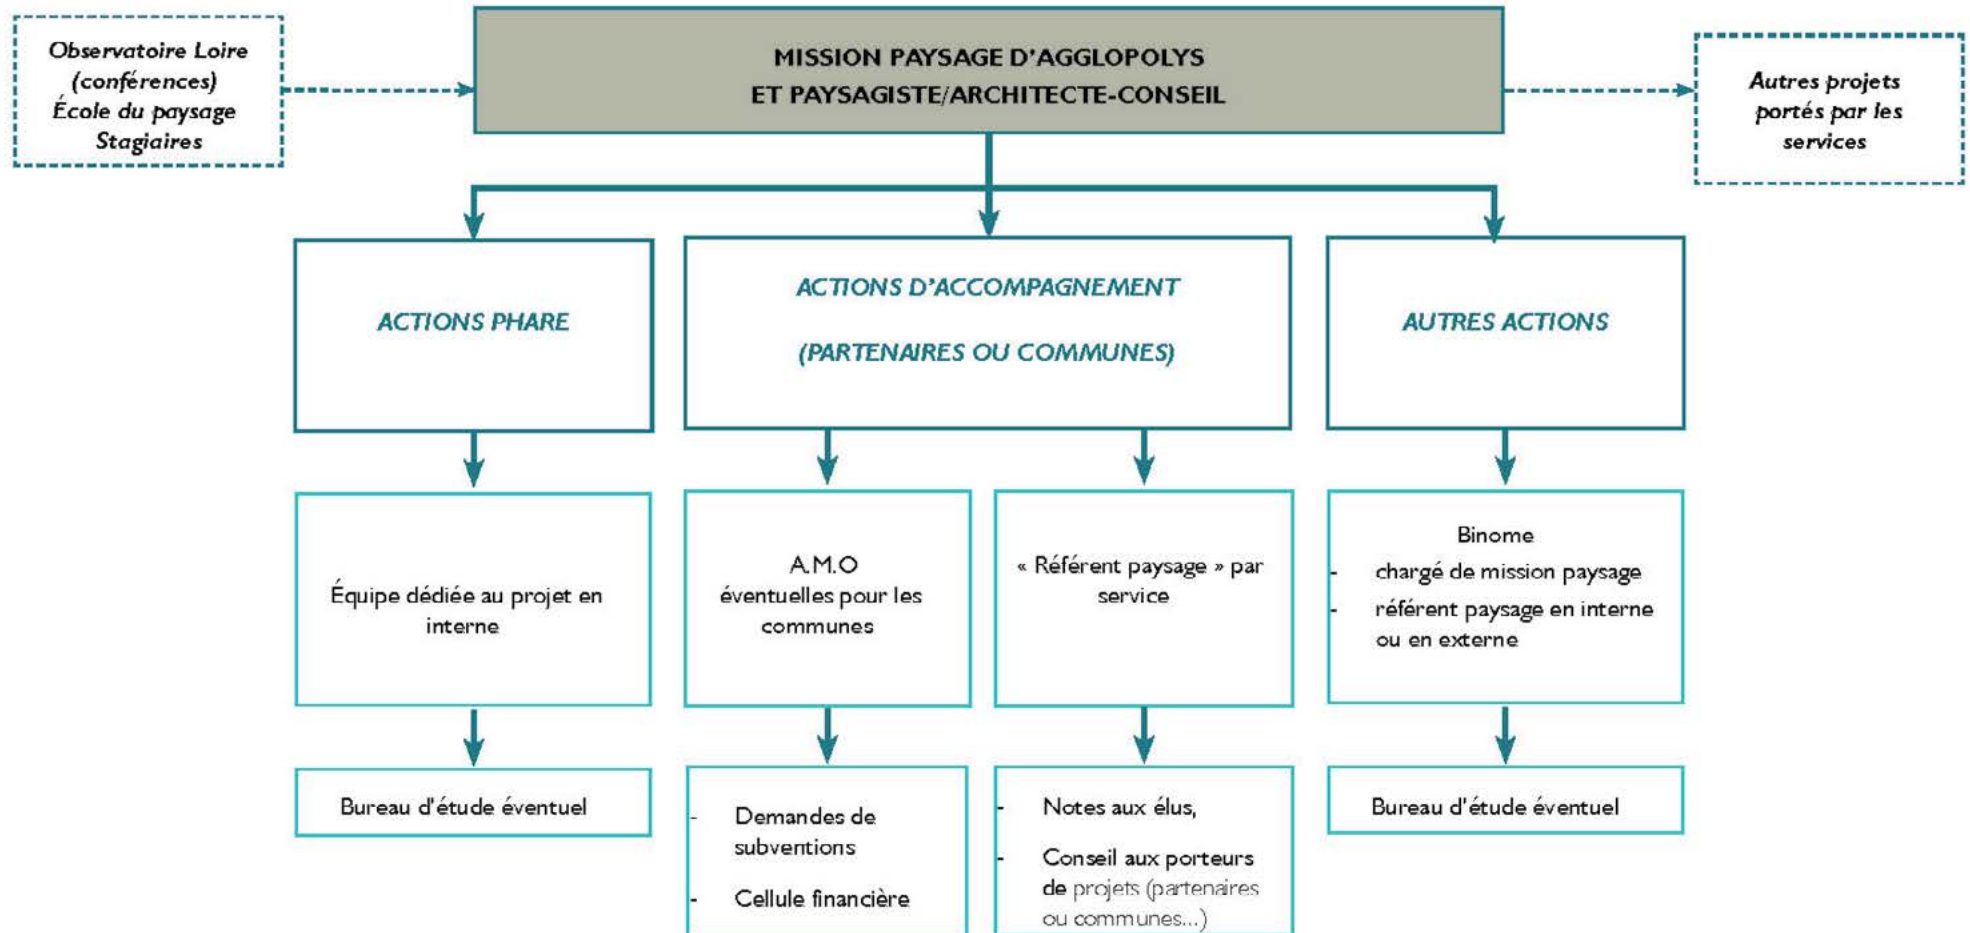 Observatoire Loire
(conférences)
École du paysage
Stagiaires
MISSION PAYSAGE D'AGGLOPOLYS
ET PAYSAGISTE/ARCHITECTE-CONSEIL
Autres projets
portés par les
services
ACTIONS PHARE
ACTIONS D'ACCOMPAGNEMENT
(PARTENAIRES OU COMMUNES)
AUTRES ACTIONS
Équipe dédiée au projet en
interne
A.M.O
éventuelles pour les
communes
« Référent paysage » par
service
Binome
- chargé de mission paysage
- référent paysage en interne
ou en externe
Bureau d'étude éventuel
- Demandes de
subventions
- Cellule financière
- Notes aux élus,
- Conseil aux porteurs
de projets (partenaires
ou communes...)
Bureau d'étude éventuel